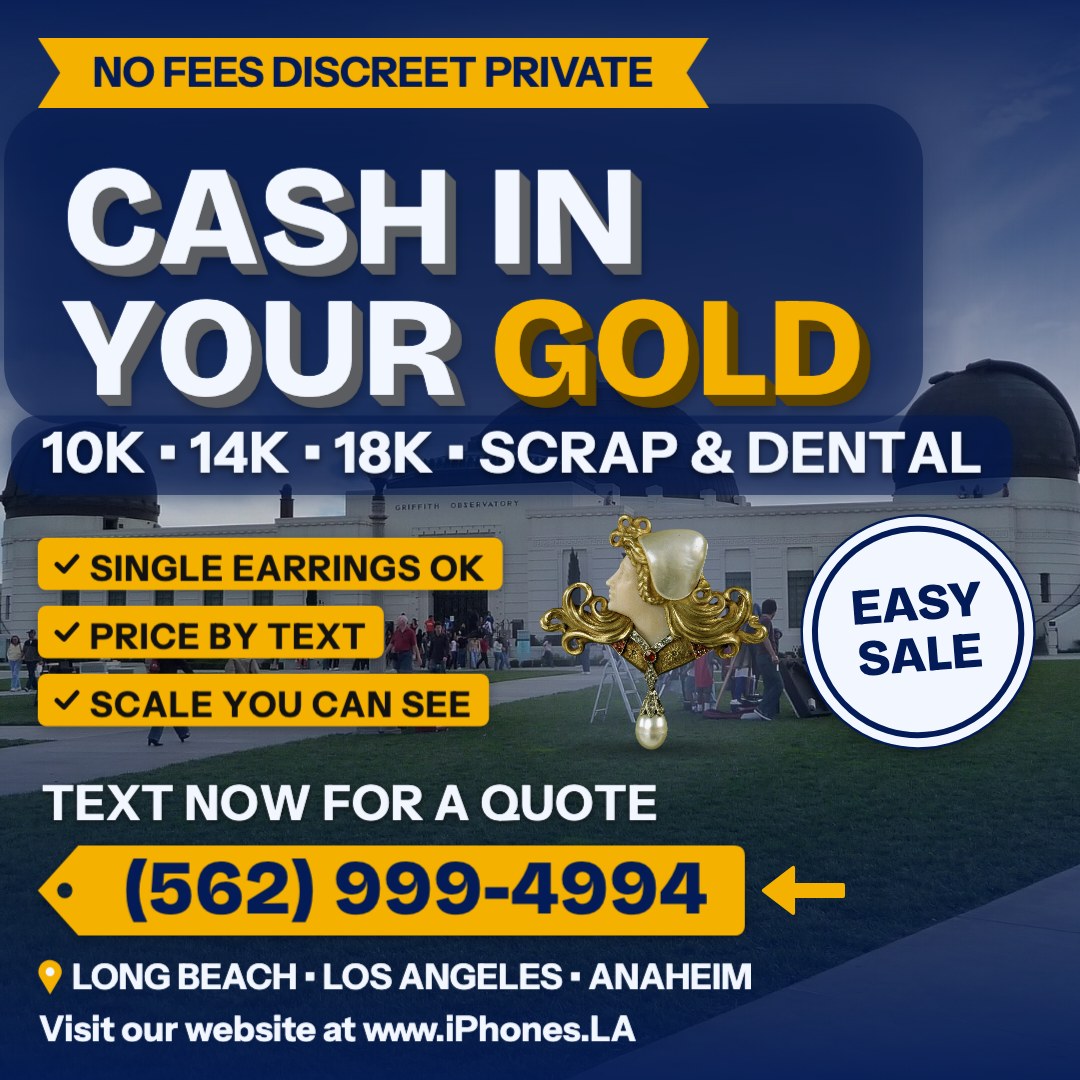 NO FEES DISCREET PRIVATE
CASH IN
YOUR GOLD
10K ▪ 14K ▪ 18K ▪ SCRAP & DENTAL
GRIFFITH OBSERVATORY
✓ SINGLE EARRINGS OK
✓ PRICE BY TEXT
✓ SCALE YOU CAN SEE
EASY
SALE
TEXT NOW FOR A QUOTE
(562) 999-4994
LONG BEACH ▪ LOS ANGELES ▪ ANAHEIM
Visit our website at www.iPhones.LA